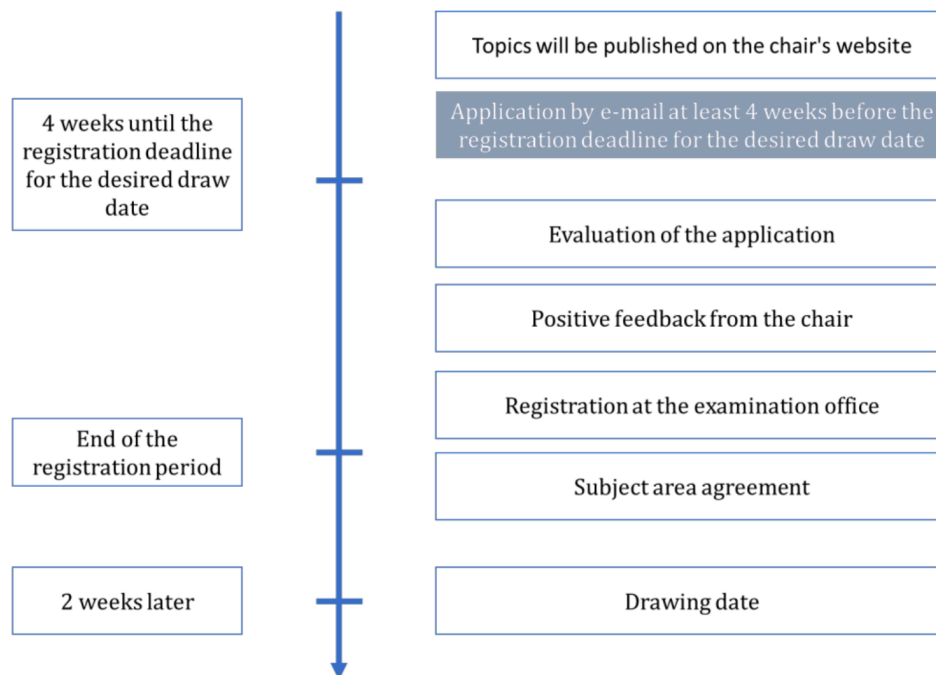 Topics will be published on the chair's website
4 weeks until the
registration deadline
for the desired draw
date
Application by e-mail at least 4 weeks before the
registration deadline for the desired draw date
Evaluation of the application
Positive feedback from the chair
Registration at the examination office
End of the
registration period
Subject area agreement
2 weeks later
Drawing date